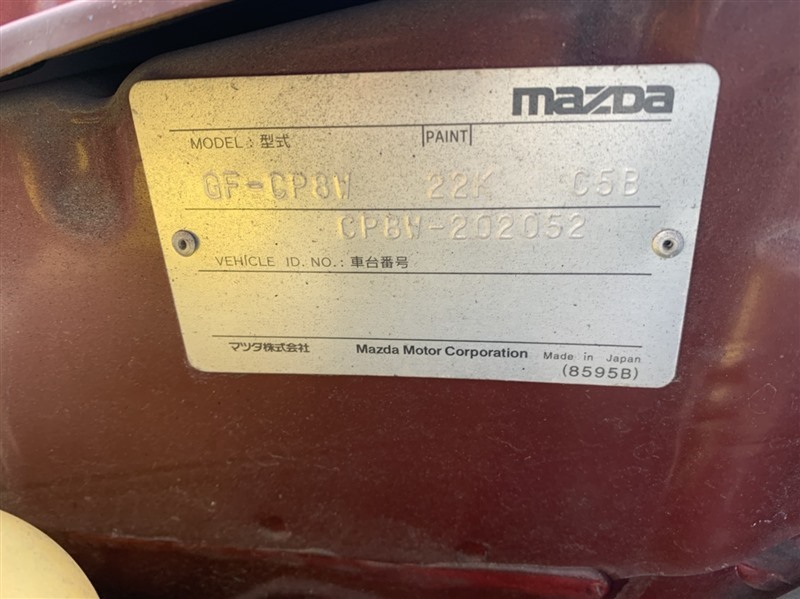 mazda
MODEL : 型式 PAINT
GF-CP8W 22K C5B
CP8W-202052
VEHICLE ID. NO. : 車台番号
マツダ株式会社 Mazda Motor Corporation Made in Japan
(8595B)